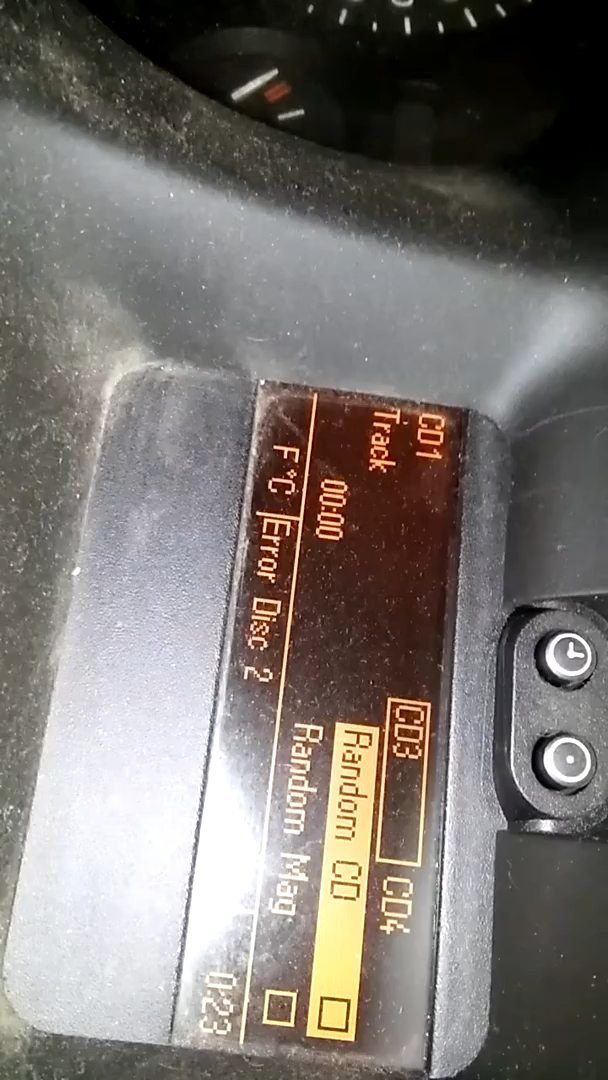 CD1
Track
00:00
CD3 CD4
Random CD
Random Mag
F °C Error Disc 2 0:23